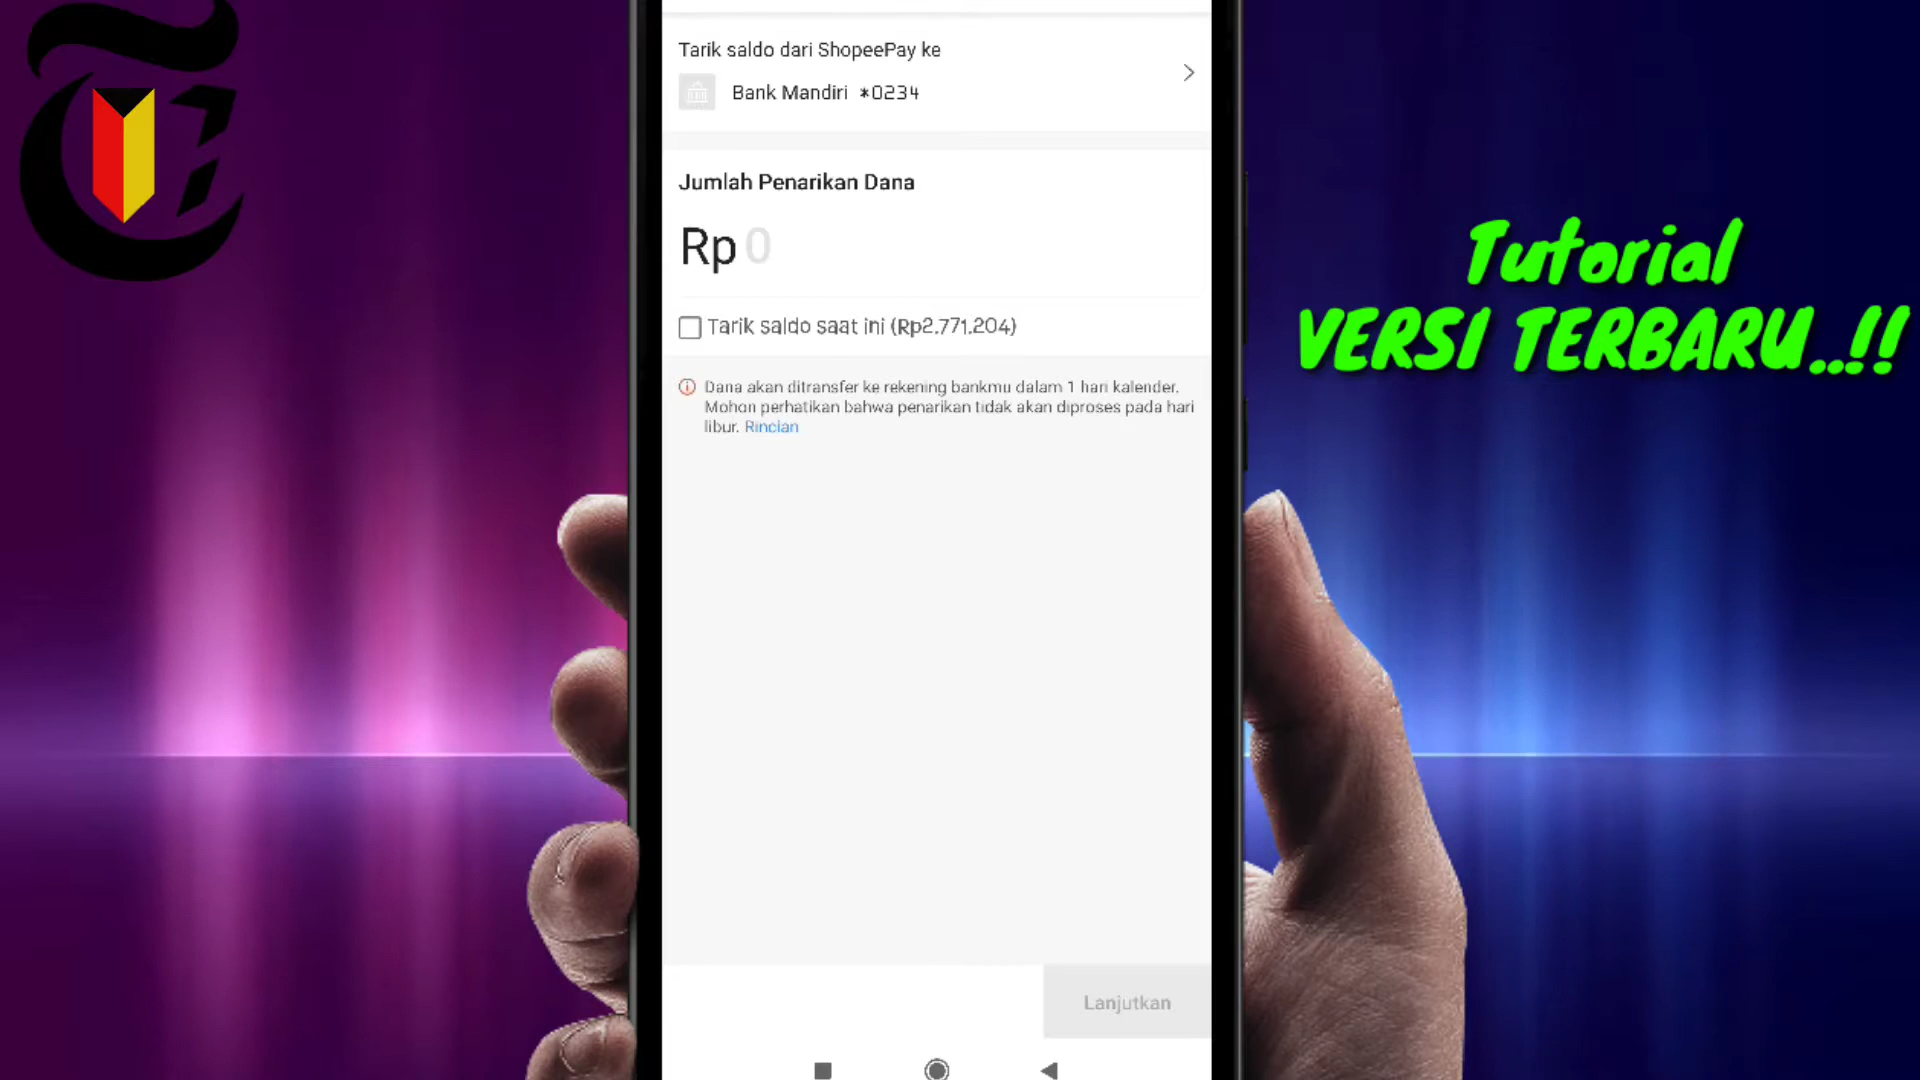 Tarik saldo dari ShopeePay ke
Bank Mandiri *0234
Jumlah Penarikan Dana
Rp 0
Tarik saldo saat ini (Rp2.771.204)
Dana akan ditransfer ke rekening bankmu dalam 1 hari kalender.
Mohon perhatikan bahwa penarikan tidak akan diproses pada hari
libur. Rincian
Lanjutkan
Tutorial
VERSI TERBARU..!!